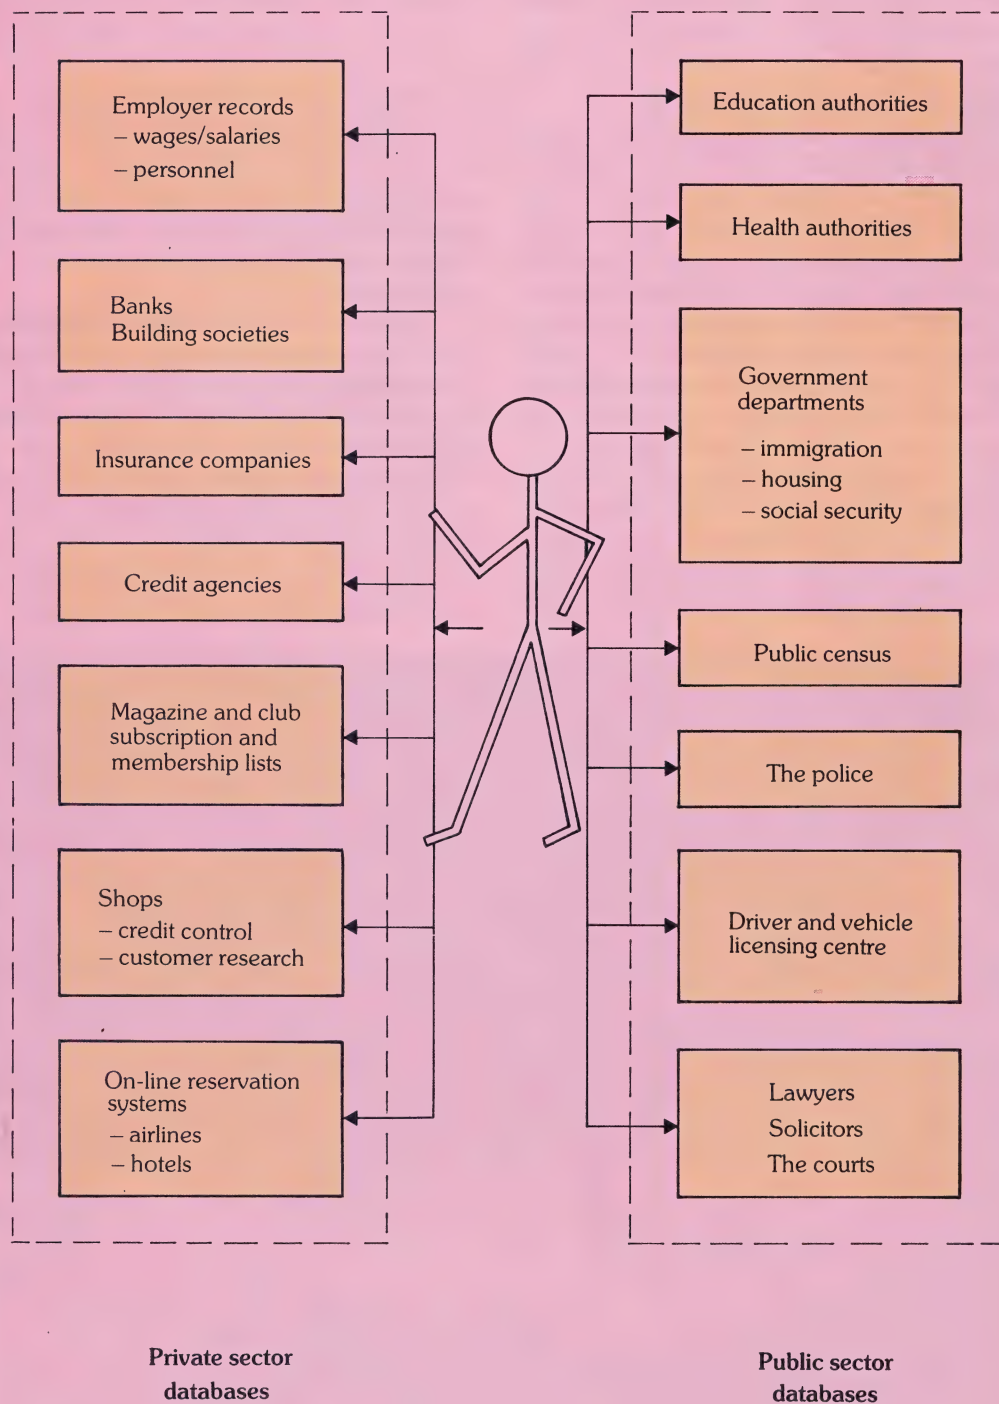 Employer records
– wages/salaries
– personnel
Banks
Building societies
Insurance companies
Credit agencies
Magazine and club
subscription and
membership lists
Shops
– credit control
– customer research
On-line reservation
systems
– airlines
– hotels
Private sector
databases
Education authorities
Health authorities
Government
departments
– immigration
– housing
– social security
Public census
The police
Driver and vehicle
licensing centre
Lawyers
Solicitors
The courts
Public sector
databases